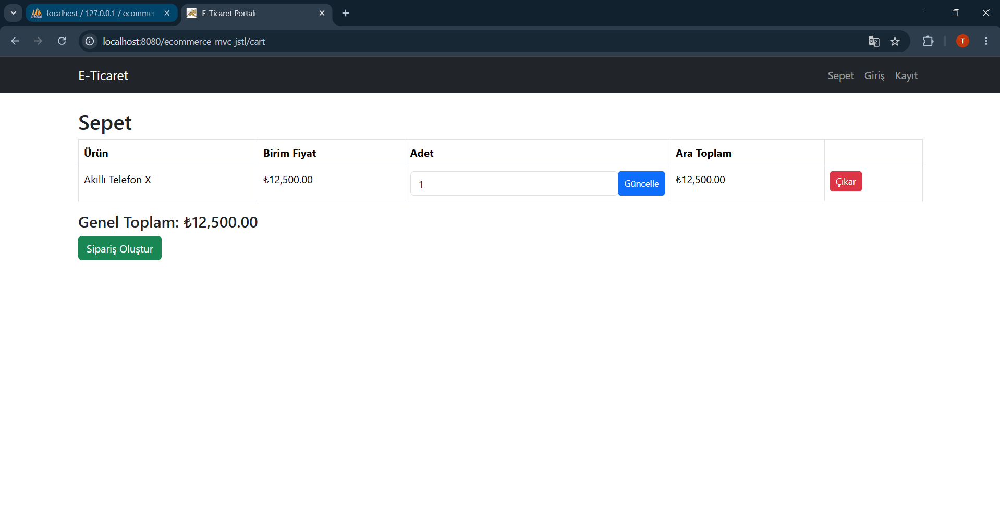 localhost / 127.0.0.1 / ecommer
E-Ticaret Portalı
localhost:8080/ecommerce-mvc-jstl/cart
T
E-Ticaret
Sepet Giriş Kayıt
Sepet
Ürün Birim Fiyat Adet Ara Toplam
Akıllı Telefon X ₺12,500.00 1 Güncelle ₺12,500.00 Çıkar
Genel Toplam: ₺12,500.00
Sipariş Oluştur